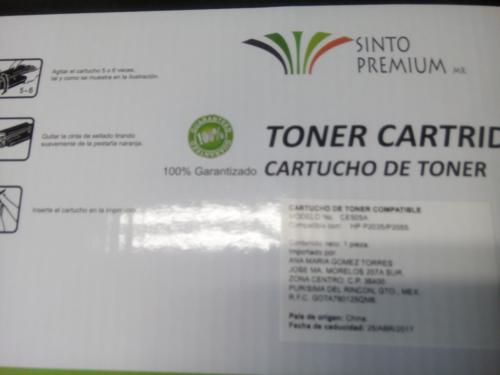 SINTO
PREMIUM MR
Agitar el cartucho 5 o 6 veces,
tal y como se muestra en la ilustración.
5~6
Quitar la cinta de sellado tirando
suavemente de la pestaña naranja.
GUARANTEED
100%
100% Garantizado
TONER CARTRID
CARTUCHO DE TONER
Inserte el cartucho en la impresora.
CARTUCHO DE TONER COMPATIBLE
MODELO No. CE505A
Compatible con: HP P2035/P2055
Contenido neto: 1 pieza.
Importado por:
ANA MARIA GOMEZ TORRES
JOSE MA. MORELOS 207A SUR
ZONA CENTRO; C.P. 36400
PURISIMA DEL RINCON, GTO., MEX.
R.F.C. GOTA780125QM8
País de origen: China.
Fecha de caducidad: 25/ABR/2017